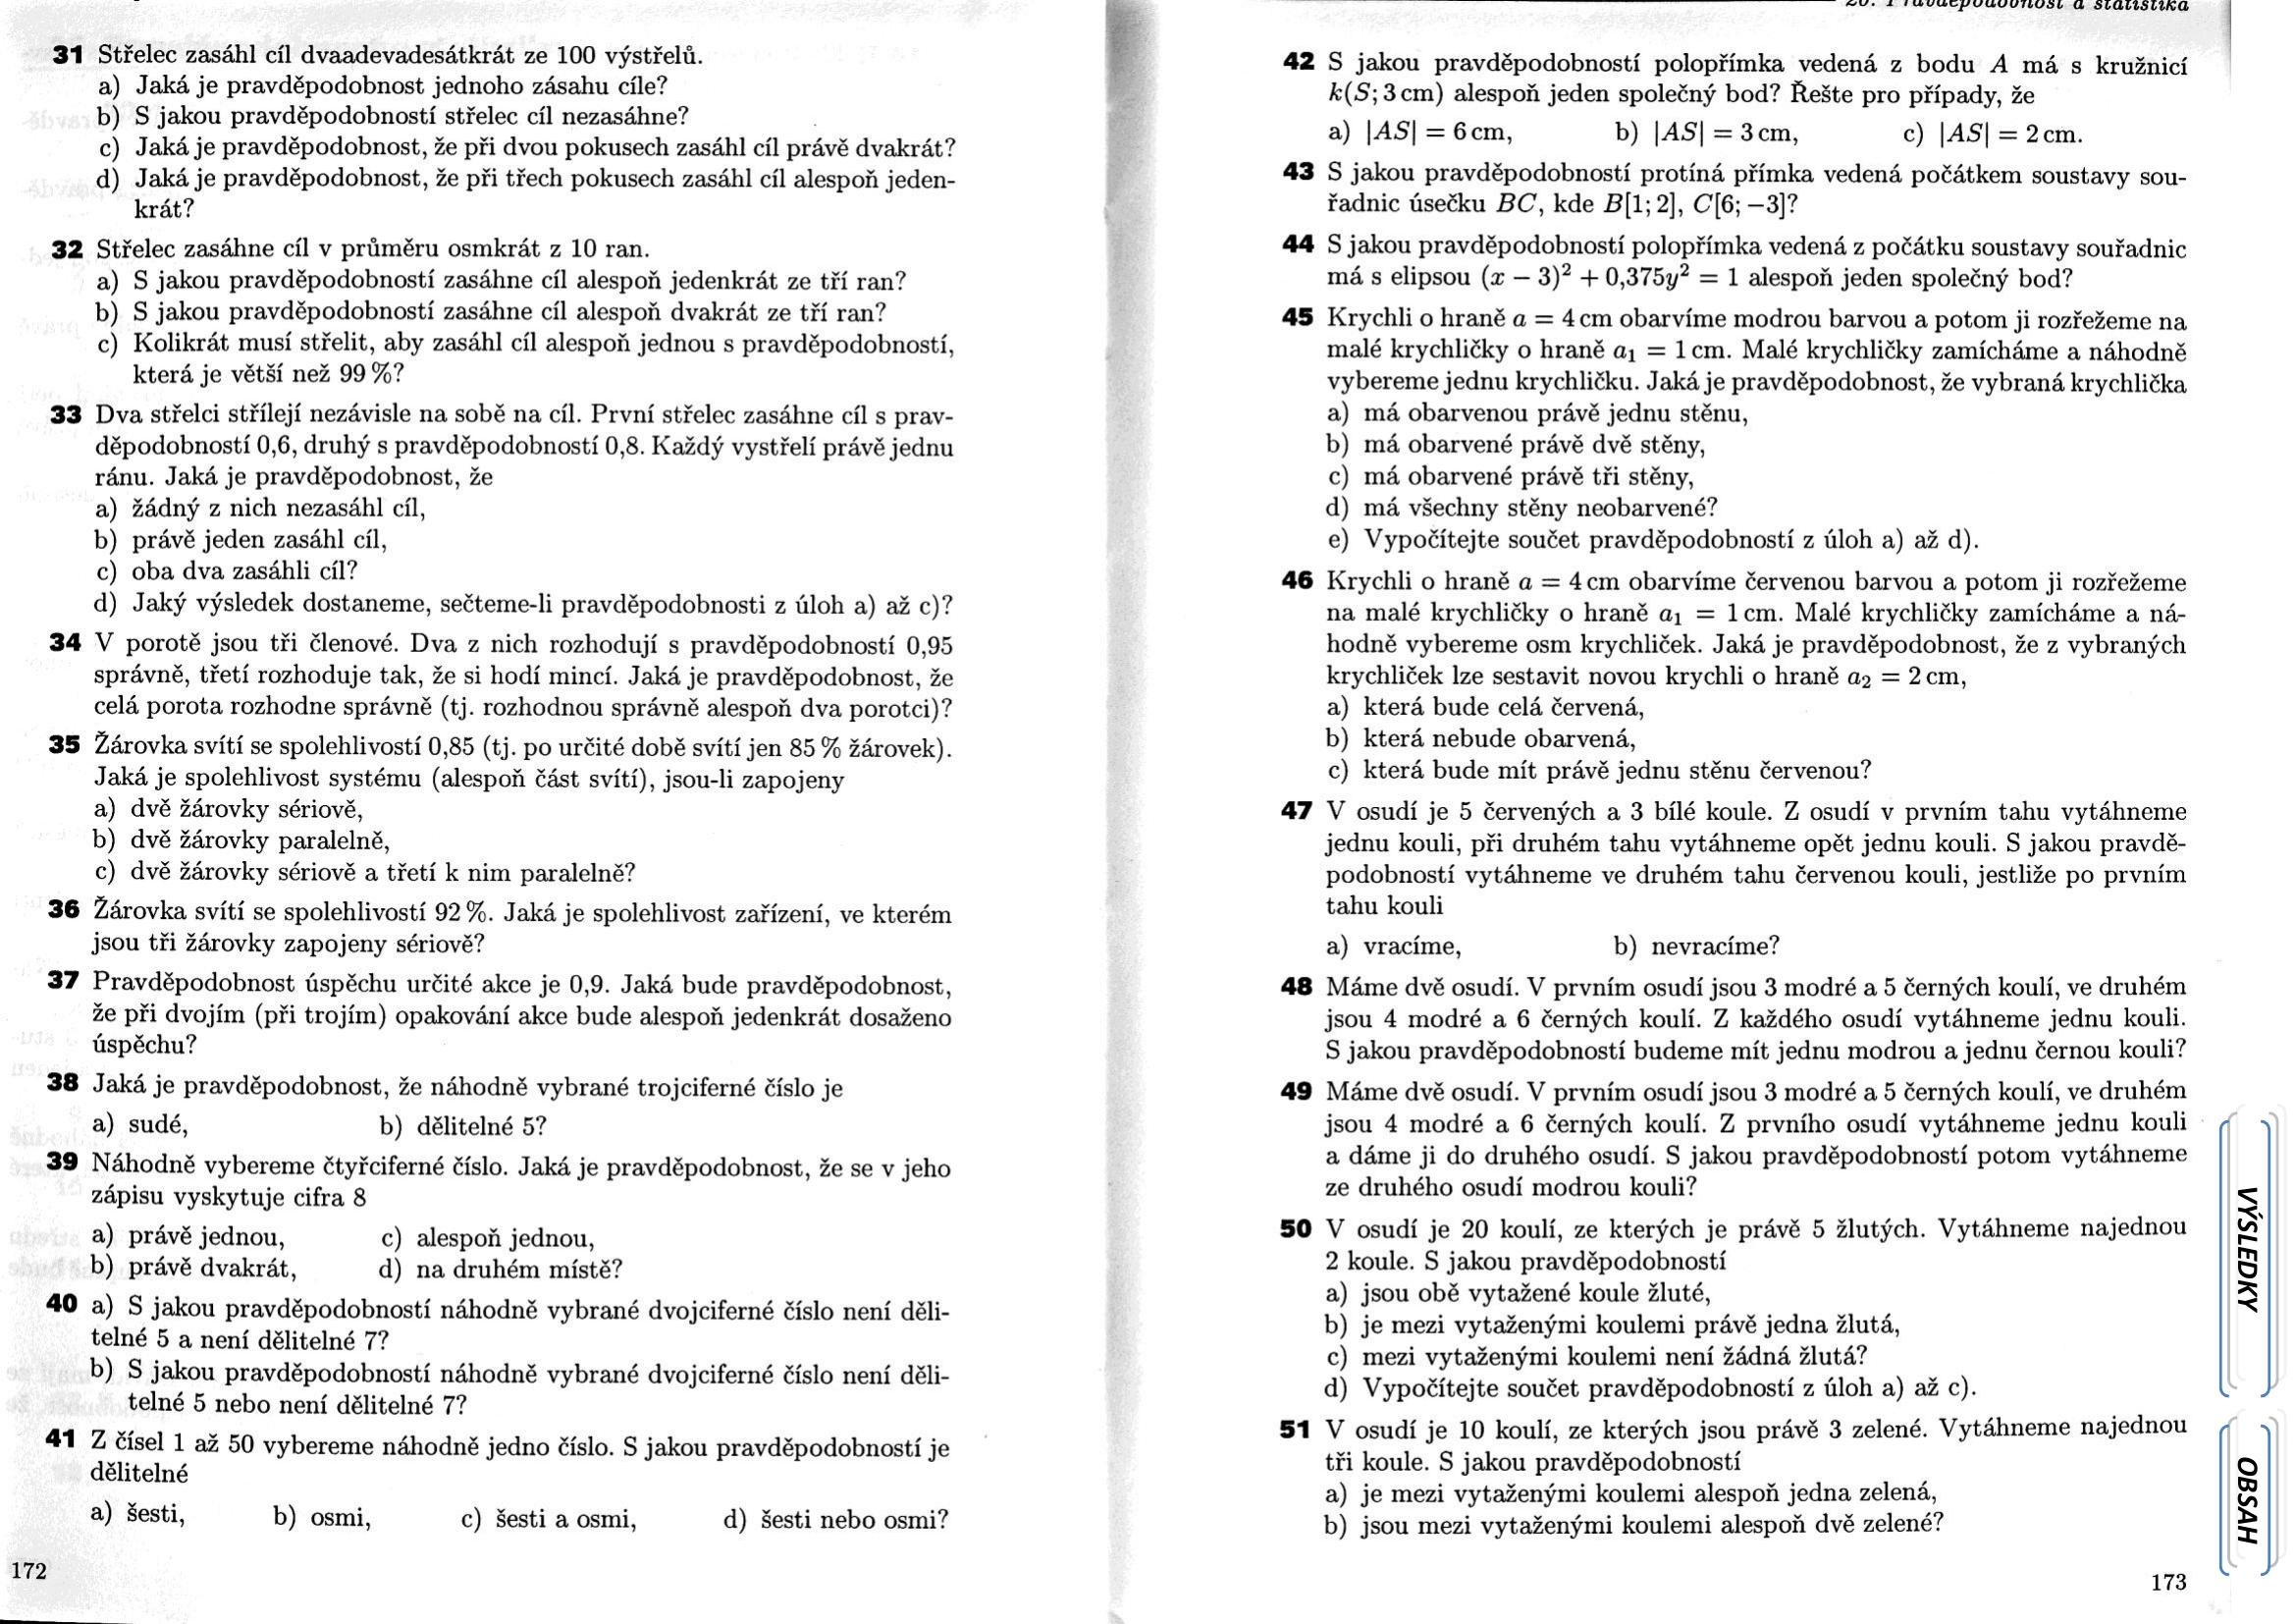 31 Střelec zasáhl cíl dvaadevadesátkrát ze 100 výstřelů.
a) Jaká je pravděpodobnost jednoho zásahu cíle?
b) S jakou pravděpodobností střelec cíl nezasáhne?
c) Jaká je pravděpodobnost, že při dvou pokusech zasáhl cíl právě dvakrát?
d) Jaká je pravděpodobnost, že při třech pokusech zasáhl cíl alespoň jeden-
krát?
32 Střelec zasáhne cíl v průměru osmkrát z 10 ran.
a) S jakou pravděpodobností zasáhne cíl alespoň jedenkrát ze tří ran?
b) S jakou pravděpodobností zasáhne cíl alespoň dvakrát ze tří ran?
c) Kolikrát musí střelit, aby zasáhl cíl alespoň jednou s pravděpodobností,
která je větší než 99 %?
33 Dva střelci střílejí nezávisle na sobě na cíl. První střelec zasáhne cíl s prav-
děpodobností 0,6, druhý s pravděpodobností 0,8. Každý vystřelí právě jednu
ránu. Jaká je pravděpodobnost, že
a) žádný z nich nezasáhl cíl,
b) právě jeden zasáhl cíl,
c) oba dva zasáhli cíl?
d) Jaký výsledek dostaneme, sečteme-li pravděpodobnosti z úloh a) až c)?
34 V porotě jsou tři členové. Dva z nich rozhodují s pravděpodobností 0,95
správně, třetí rozhoduje tak, že si hodí mincí. Jaká je pravděpodobnost, že
celá porota rozhodne správně (tj. rozhodnou správně alespoň dva porotci)?
35 Žárovka svítí se spolehlivostí 0,85 (tj. po určité době svítí jen 85 % žárovek).
Jaká je spolehlivost systému (alespoň část svítí), jsou-li zapojeny
a) dvě žárovky sériově,
b) dvě žárovky paralelně,
c) dvě žárovky sériově a třetí k nim paralelně?
36 Žárovka svítí se spolehlivostí 92 %. Jaká je spolehlivost zařízení, ve kterém
jsou tři žárovky zapojeny sériově?
37 Pravděpodobnost úspěchu určité akce je 0,9. Jaká bude pravděpodobnost,
že při dvojím (při trojím) opakování akce bude alespoň jedenkrát dosaženo
úspěchu?
38 Jaká je pravděpodobnost, že náhodně vybrané trojciferné číslo je
a) sudé, b) dělitelné 5?
39 Náhodně vybereme čtyřciferné číslo. Jaká je pravděpodobnost, že se v jeho
zápisu vyskytuje cifra 8
a) právě jednou, c) alespoň jednou,
b) právě dvakrát, d) na druhém místě?
40 a) S jakou pravděpodobností náhodně vybrané dvojciferné číslo není děli-
telné 5 a není dělitelné 7?
b) S jakou pravděpodobností náhodně vybrané dvojciferné číslo není děli-
telné 5 nebo není dělitelné 7?
41 Z čísel 1 až 50 vybereme náhodně jedno číslo. S jakou pravděpodobností je
dělitelné
a) šesti, b) osmi, c) šesti a osmi, d) šesti nebo osmi?
172
20. Pravděpodobnost a statistika
42 S jakou pravděpodobností polopřímka vedená z bodu A má s kružnicí
k(S; 3 cm) alespoň jeden společný bod? Řešte pro případy, že
a) |AS| = 6 cm, b) |AS| = 3 cm, c) |AS| = 2 cm.
43 S jakou pravděpodobností protíná přímka vedená počátkem soustavy sou-
řadnic úsečku BC, kde B[1; 2], C[6; −3]?
44 S jakou pravděpodobností polopřímka vedená z počátku soustavy souřadnic
má s elipsou (x − 3)² + 0,375y² = 1 alespoň jeden společný bod?
45 Krychli o hraně a = 4 cm obarvíme modrou barvou a potom ji rozřežeme na
malé krychličky o hraně a₁ = 1 cm. Malé krychličky zamícháme a náhodně
vybereme jednu krychličku. Jaká je pravděpodobnost, že vybraná krychlička
a) má obarvenou právě jednu stěnu,
b) má obarvené právě dvě stěny,
c) má obarvené právě tři stěny,
d) má všechny stěny neobarvené?
e) Vypočítejte součet pravděpodobností z úloh a) až d).
46 Krychli o hraně a = 4 cm obarvíme červenou barvou a potom ji rozřežeme
na malé krychličky o hraně a₁ = 1 cm. Malé krychličky zamícháme a ná-
hodně vybereme osm krychliček. Jaká je pravděpodobnost, že z vybraných
krychliček lze sestavit novou krychli o hraně a₂ = 2 cm,
a) která bude celá červená,
b) která nebude obarvená,
c) která bude mít právě jednu stěnu červenou?
47 V osudí je 5 červených a 3 bílé koule. Z osudí v prvním tahu vytáhneme
jednu kouli, při druhém tahu vytáhneme opět jednu kouli. S jakou pravdě-
podobností vytáhneme ve druhém tahu červenou kouli, jestliže po prvním
tahu kouli
a) vracíme, b) nevracíme?
48 Máme dvě osudí. V prvním osudí jsou 3 modré a 5 černých koulí, ve druhém
jsou 4 modré a 6 černých koulí. Z každého osudí vytáhneme jednu kouli.
S jakou pravděpodobností budeme mít jednu modrou a jednu černou kouli?
49 Máme dvě osudí. V prvním osudí jsou 3 modré a 5 černých koulí, ve druhém
jsou 4 modré a 6 černých koulí. Z prvního osudí vytáhneme jednu kouli
a dáme ji do druhého osudí. S jakou pravděpodobností potom vytáhneme
ze druhého osudí modrou kouli?
50 V osudí je 20 koulí, ze kterých je právě 5 žlutých. Vytáhneme najednou
2 koule. S jakou pravděpodobností
a) jsou obě vytažené koule žluté,
b) je mezi vytaženými koulemi právě jedna žlutá,
c) mezi vytaženými koulemi není žádná žlutá?
d) Vypočítejte součet pravděpodobností z úloh a) až c).
51 V osudí je 10 koulí, ze kterých jsou právě 3 zelené. Vytáhneme najednou
tři koule. S jakou pravděpodobností
a) je mezi vytaženými koulemi alespoň jedna zelená,
b) jsou mezi vytaženými koulemi alespoň dvě zelené?
173
VÝSLEDKY
OBSAH